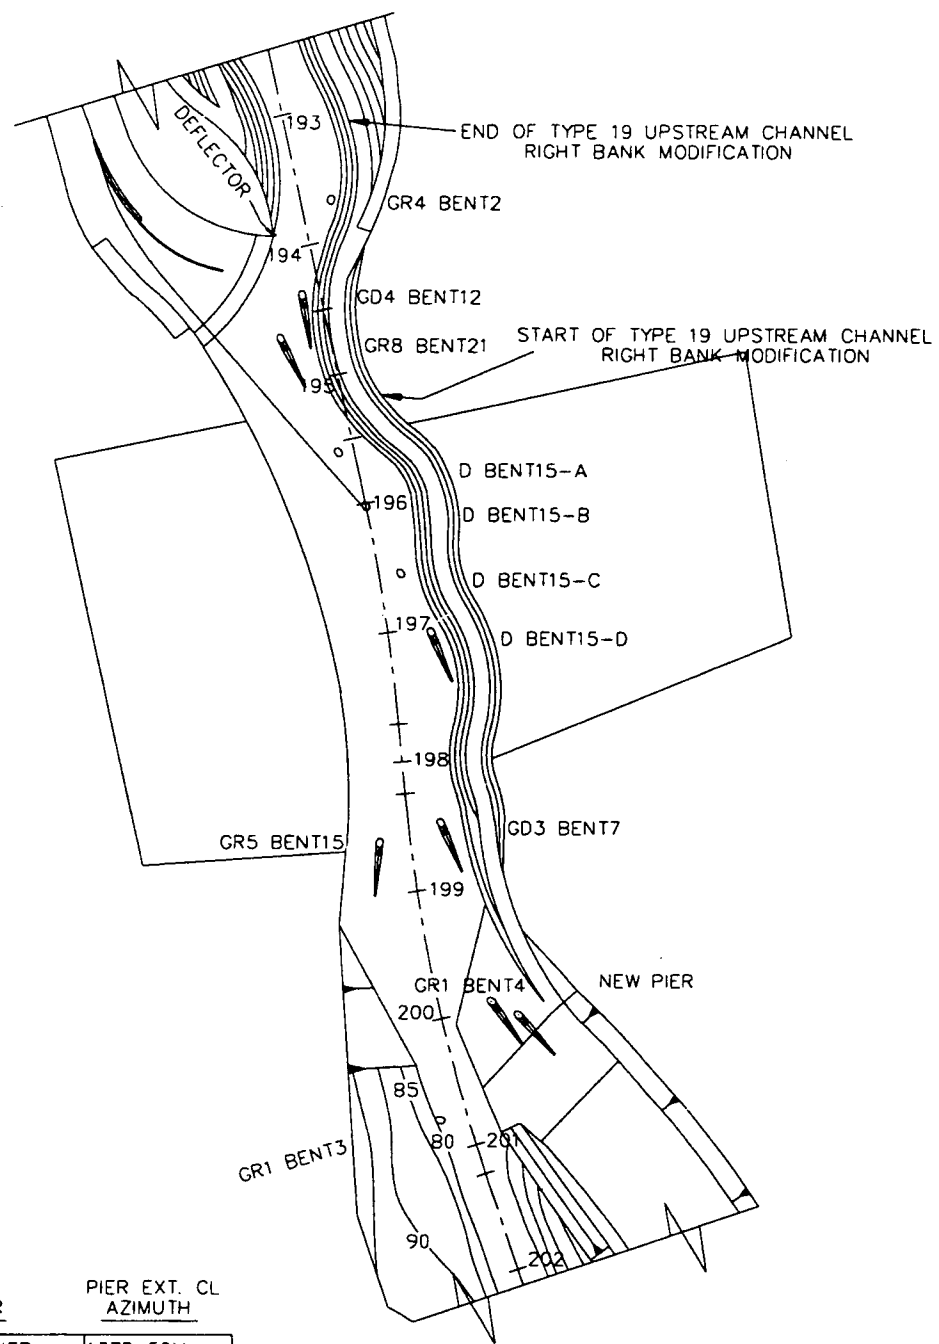 193
DEFLECTOR
END OF TYPE 19 UPSTREAM CHANNEL
RIGHT BANK MODIFICATION
GR4 BENT2
194
GD4 BENT12
GR8 BENT21
START OF TYPE 19 UPSTREAM CHANNEL
RIGHT BANK MODIFICATION
195
D BENT15-A
196
D BENT15-B
D BENT15-C
197
D BENT15-D
198
GR5 BENT15
GD3 BENT7
199
GR1 BENT4
NEW PIER
200
85
80
201
GR1 BENT3
90
202
PIER EXT. CL
AZIMUTH